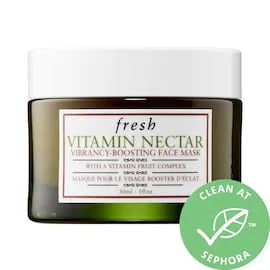 fresh
VITAMIN NECTAR
VIBRANCY-BOOSTING FACE MASK
WITH A VITAMIN FRUIT COMPLEX
MASQUE POUR LE VISAGE BOOSTER D'ÉCLAT
30ml · 1fl oz
CLEAN AT
TM
SEPHORA